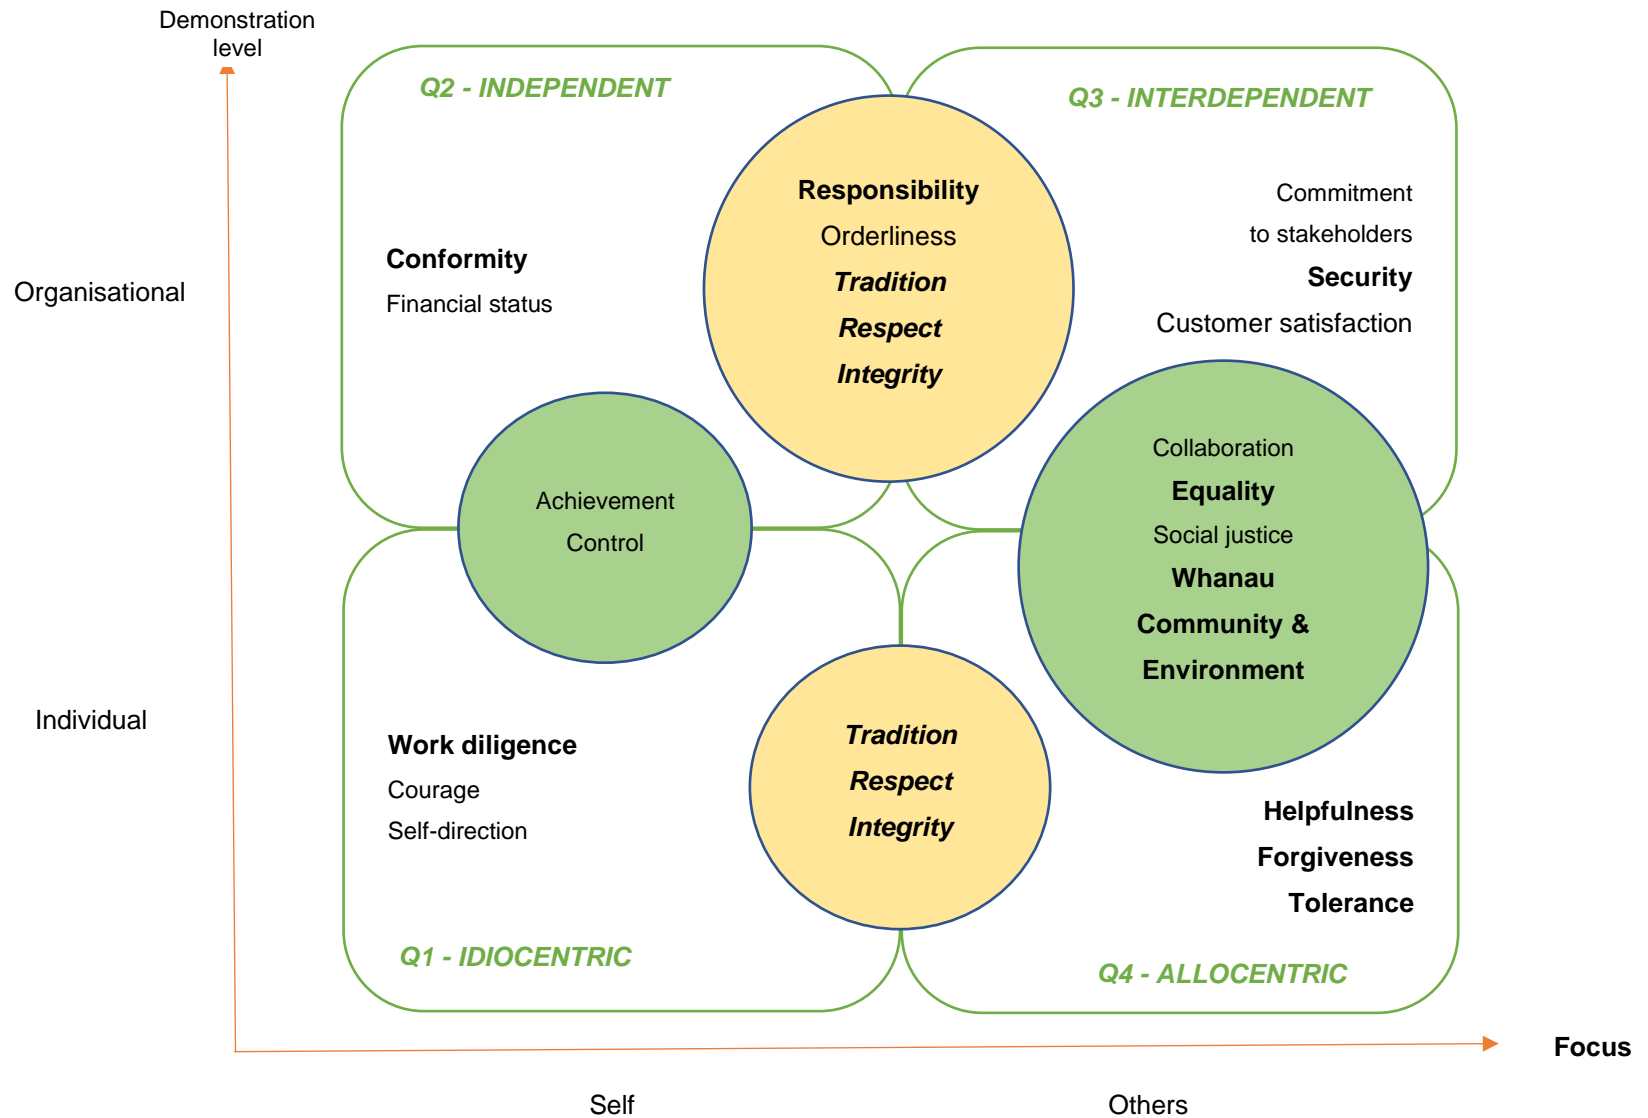 Demonstration
level
Q2 - INDEPENDENT
Q3 - INTERDEPENDENT
Organisational
Conformity
Financial status
Responsibility
Orderliness
Tradition
Respect
Integrity
Commitment
to stakeholders
Security
Customer satisfaction
Achievement
Control
Collaboration
Equality
Social justice
Whanau
Community &
Environment
Individual
Work diligence
Courage
Self-direction
Tradition
Respect
Integrity
Helpfulness
Forgiveness
Tolerance
Q1 - IDIOCENTRIC
Q4 - ALLOCENTRIC
Focus
Self
Others